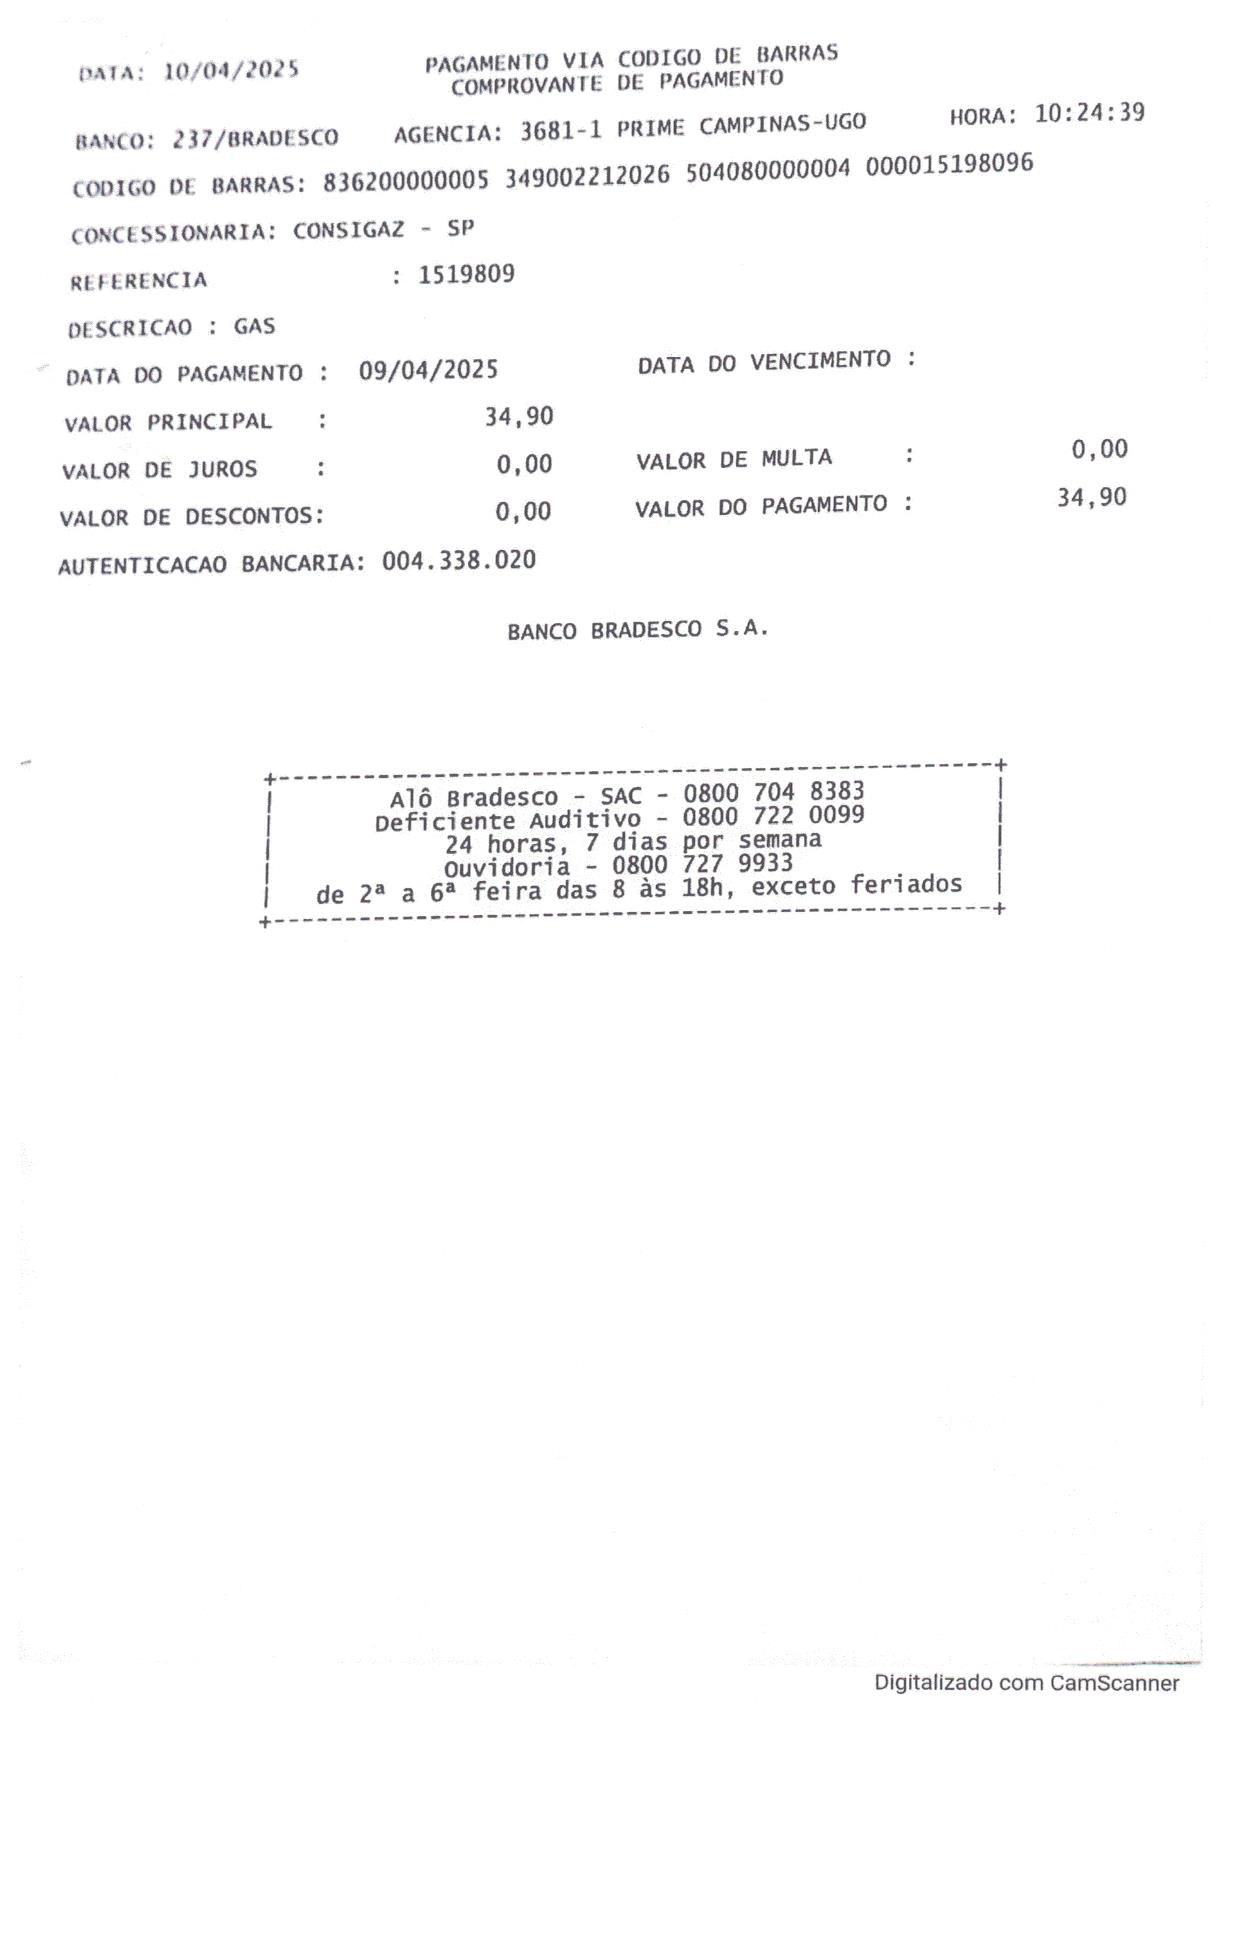 DATA: 10/04/2025 PAGAMENTO VIA CODIGO DE BARRAS
COMPROVANTE DE PAGAMENTO
BANCO: 237/BRADESCO AGENCIA: 3681-1 PRIME CAMPINAS-UGO HORA: 10:24:39
CODIGO DE BARRAS: 836200000005 349002212026 504080000004 000015198096
CONCESSIONARIA: CONSIGAZ - SP
REFERENCIA : 1519809
DESCRICAO : GAS
DATA DO PAGAMENTO : 09/04/2025 DATA DO VENCIMENTO :
VALOR PRINCIPAL : 34,90
VALOR DE JUROS : 0,00 VALOR DE MULTA : 0,00
VALOR DE DESCONTOS: 0,00 VALOR DO PAGAMENTO : 34,90
AUTENTICACAO BANCARIA: 004.338.020
BANCO BRADESCO S.A.
Alô Bradesco - SAC - 0800 704 8383
Deficiente Auditivo - 0800 722 0099
24 horas, 7 dias por semana
Ouvidoria - 0800 727 9933
de 2ª a 6ª feira das 8 às 18h, exceto feriados
Digitalizado com CamScanner